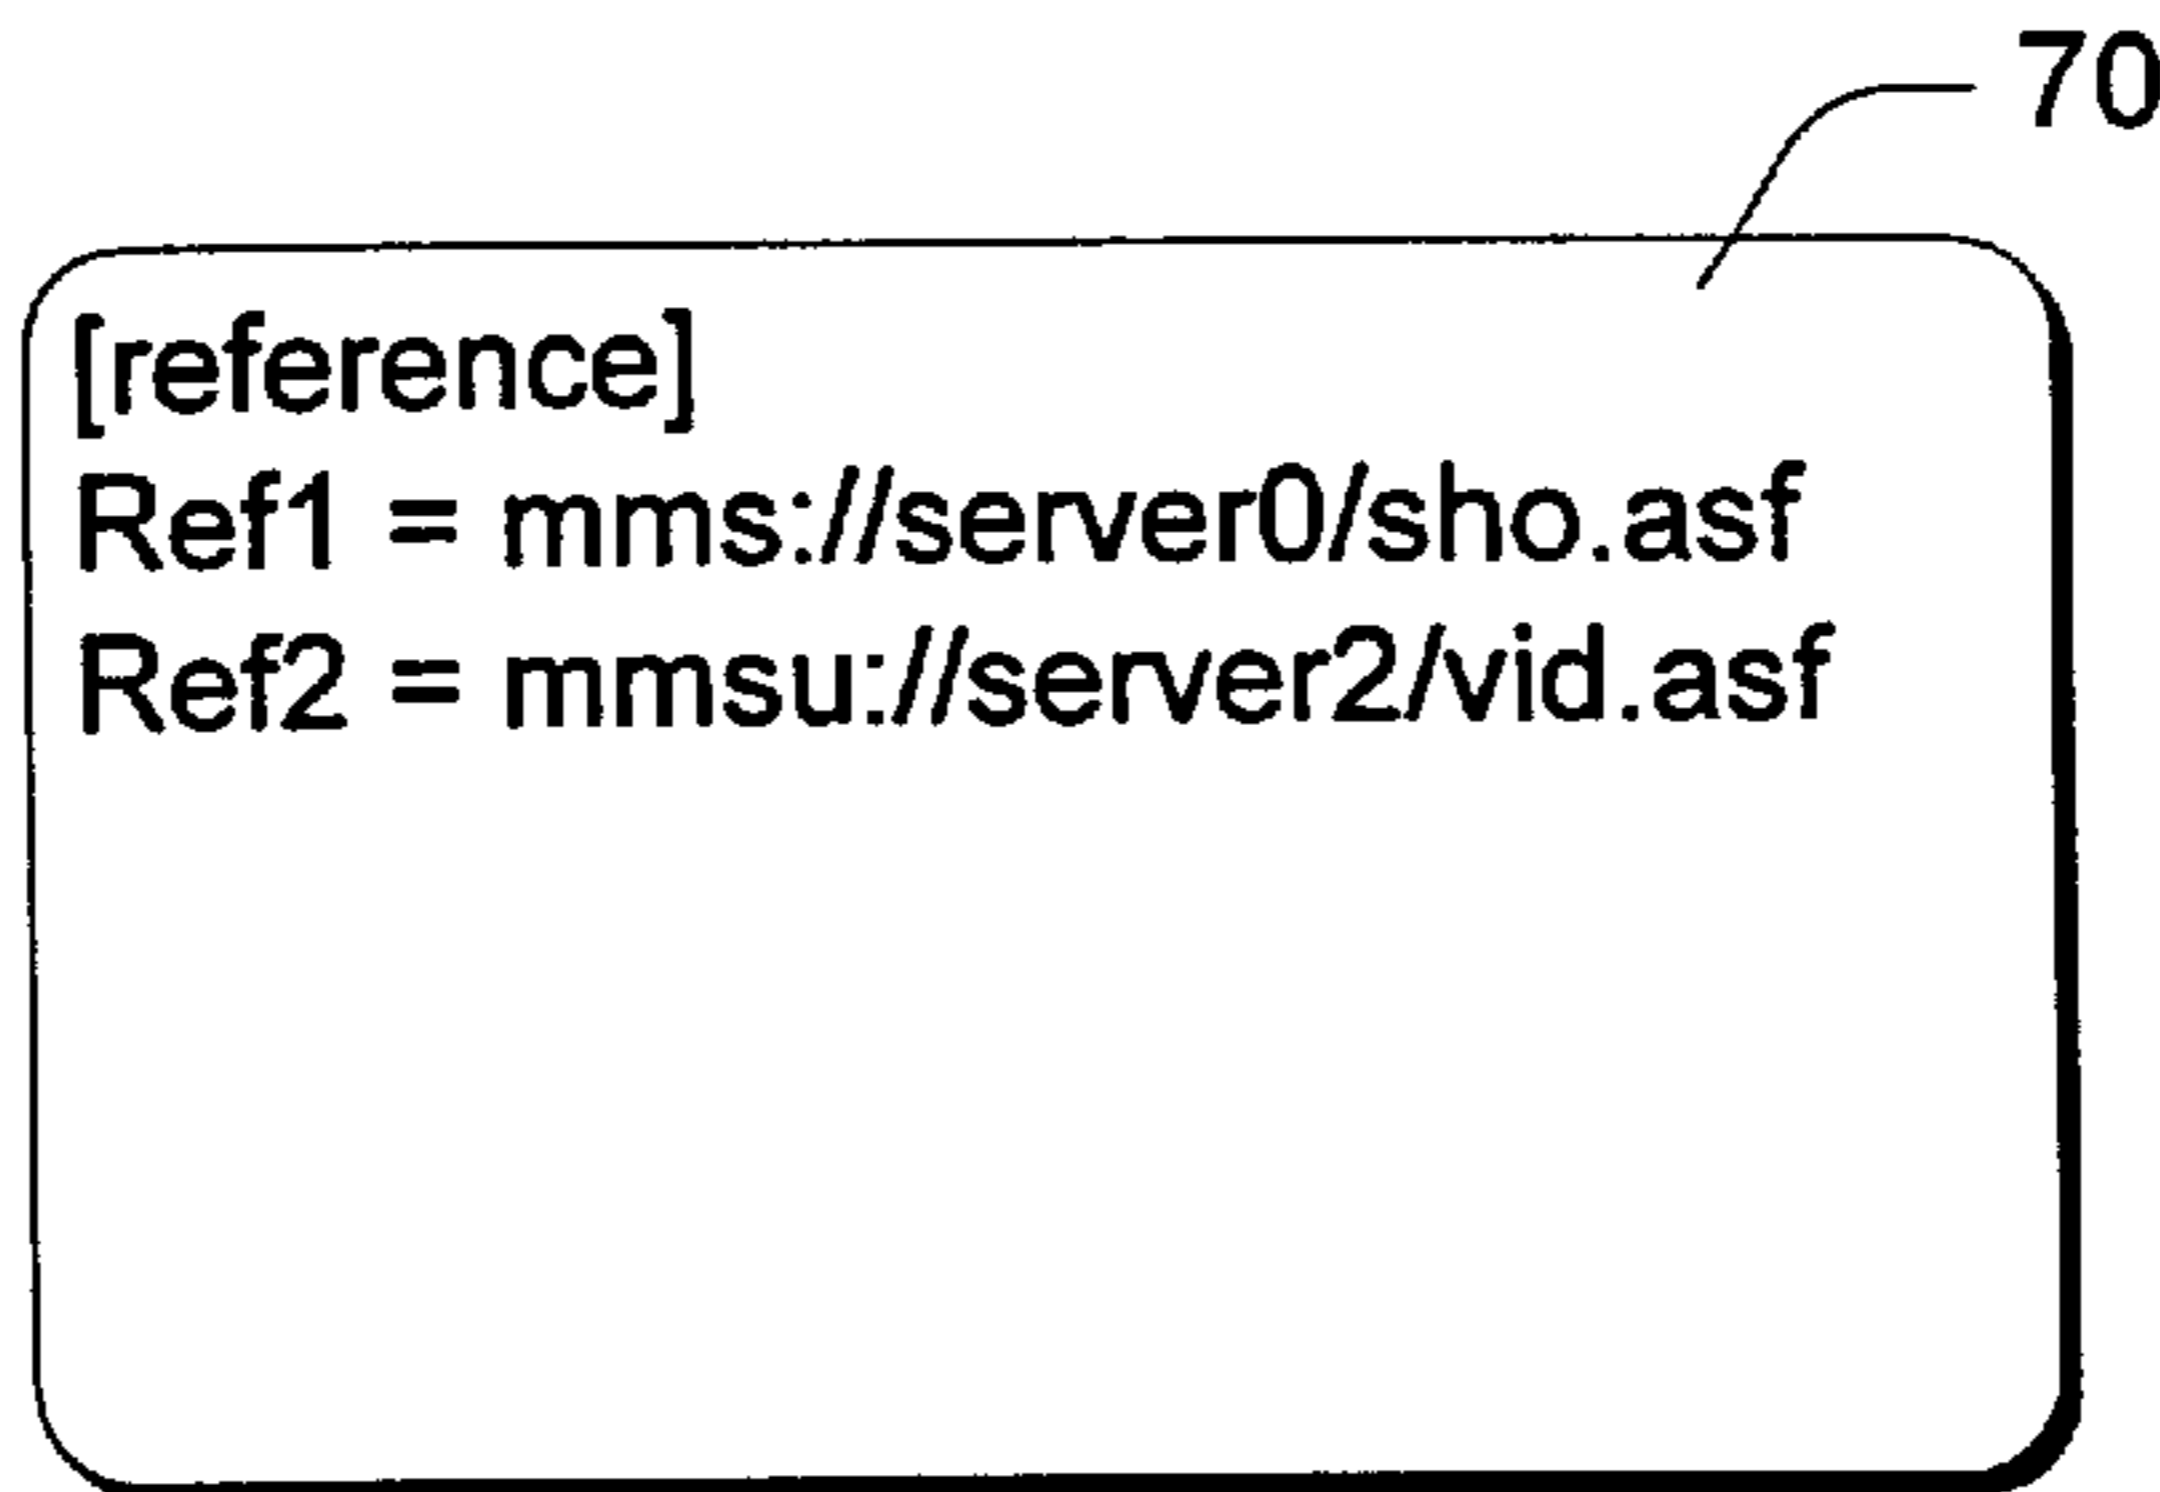 70
[reference]
Ref1 = mms://server0/sho.asf
Ref2 = mmsu://server2/vid.asf